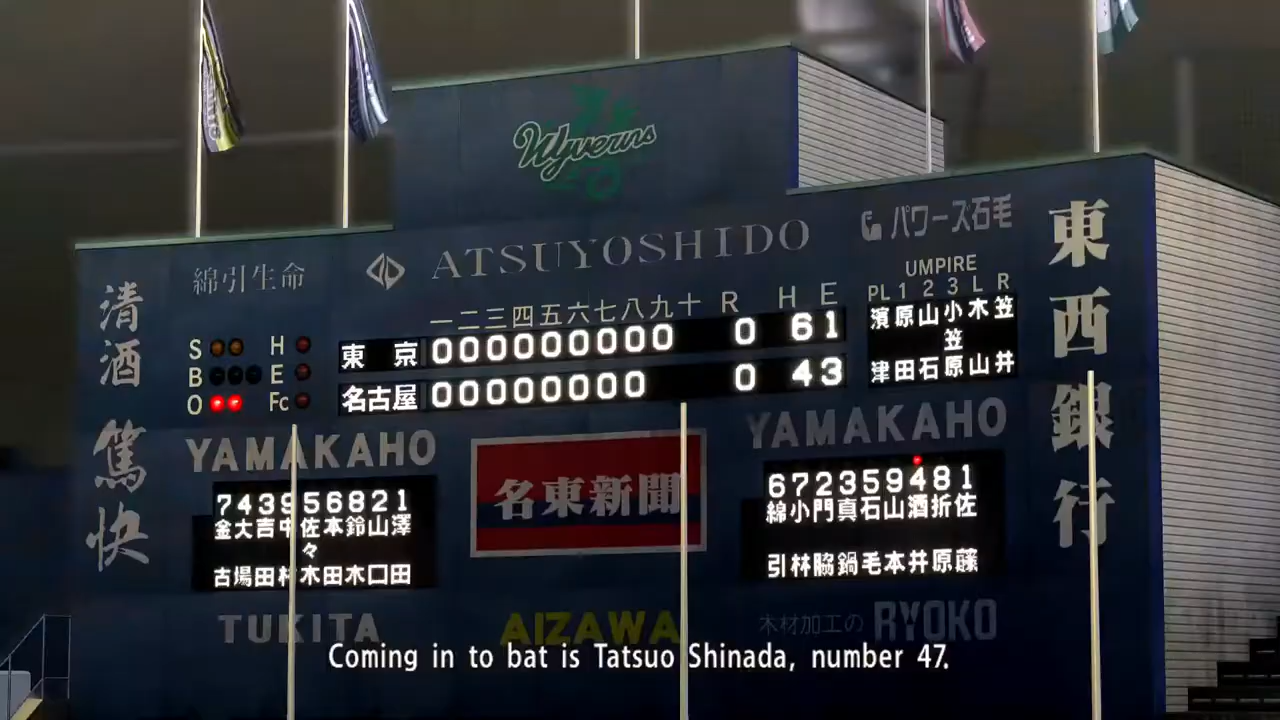 Wyverns
綿引生命
ATSUYOSHIDO
パワーズ石毛
清酒 篤快
東西銀行
UMPIRE
PL 1 2 3 L R
濱原山小木笠
笠
津田石原山井
一二三四五六七八九十 R H E
東京 000000000 0 6 1
名古屋 00000000 0 4 3
S H
B E
O Fc
YAMAKAHO
743956821
金大吉中佐本鈴山澤
々
古場田村木田木口田
名東新聞
YAMAKAHO
672359481
綿小門真石山酒折佐
引林脇鍋毛本井原藤
TUKITA
AIZAWA
木材加工の RYOKO
Coming in to bat is Tatsuo Shinada, number 47.